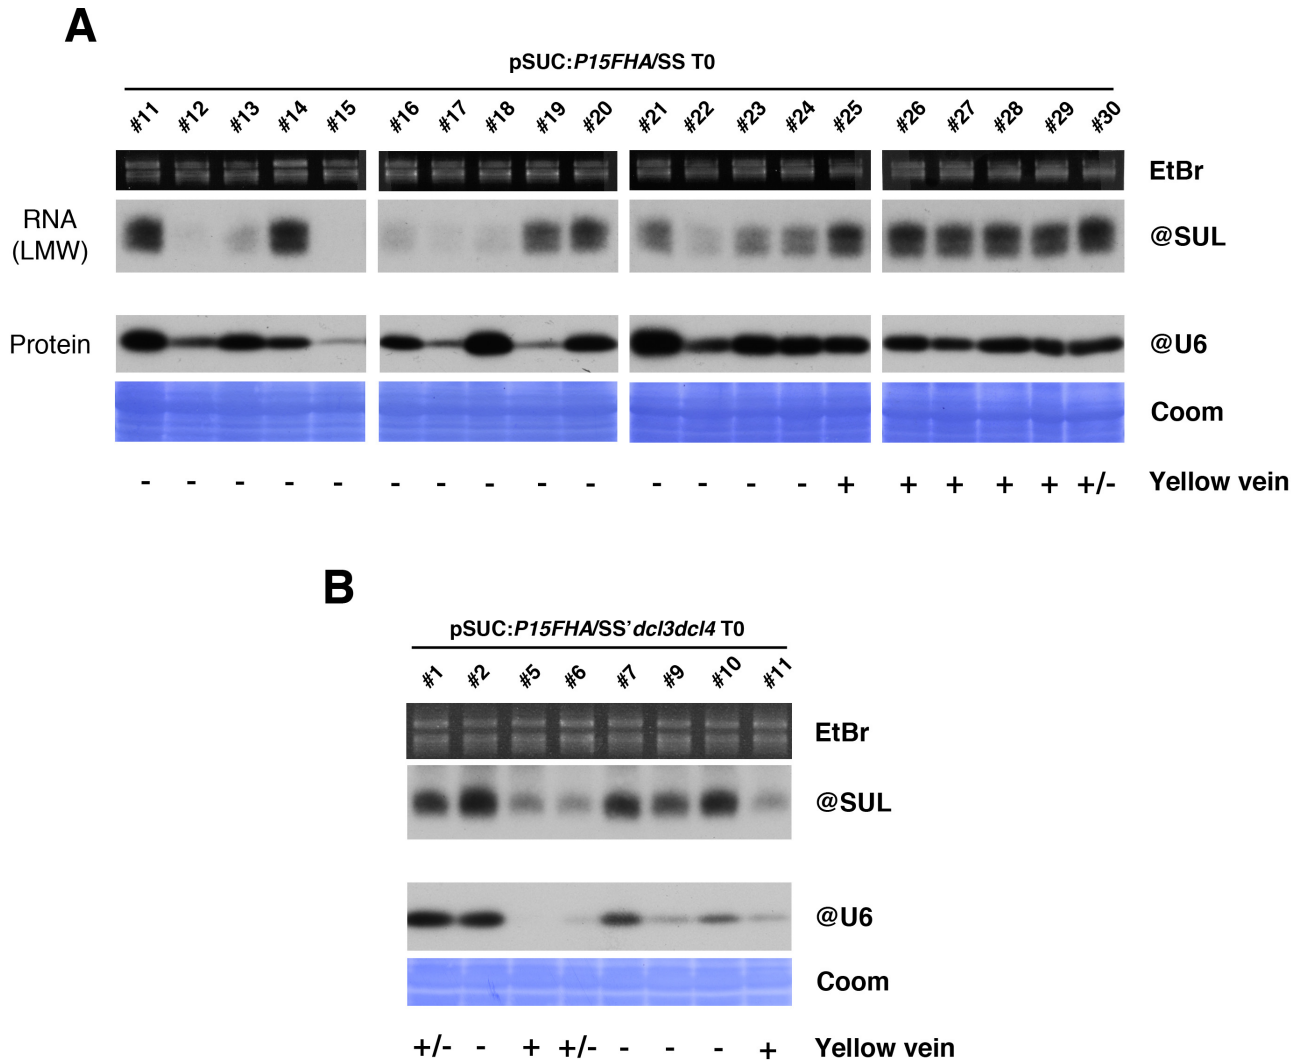 A
pSUC:P15FHA/SS T0
#11 #12 #13 #14 #15 #16 #17 #18 #19 #20 #21 #22 #23 #24 #25 #26 #27 #28 #29 #30
EtBr
RNA
(LMW)
@SUL
Protein
@U6
Coom
- - - - - - - - - - - - - - + + + + + +/- Yellow vein
B
pSUC:P15FHA/SS'dcl3dcl4 T0
#1 #2 #5 #6 #7 #9 #10 #11
EtBr
@SUL
@U6
Coom
+/- - + +/- - - - + Yellow vein